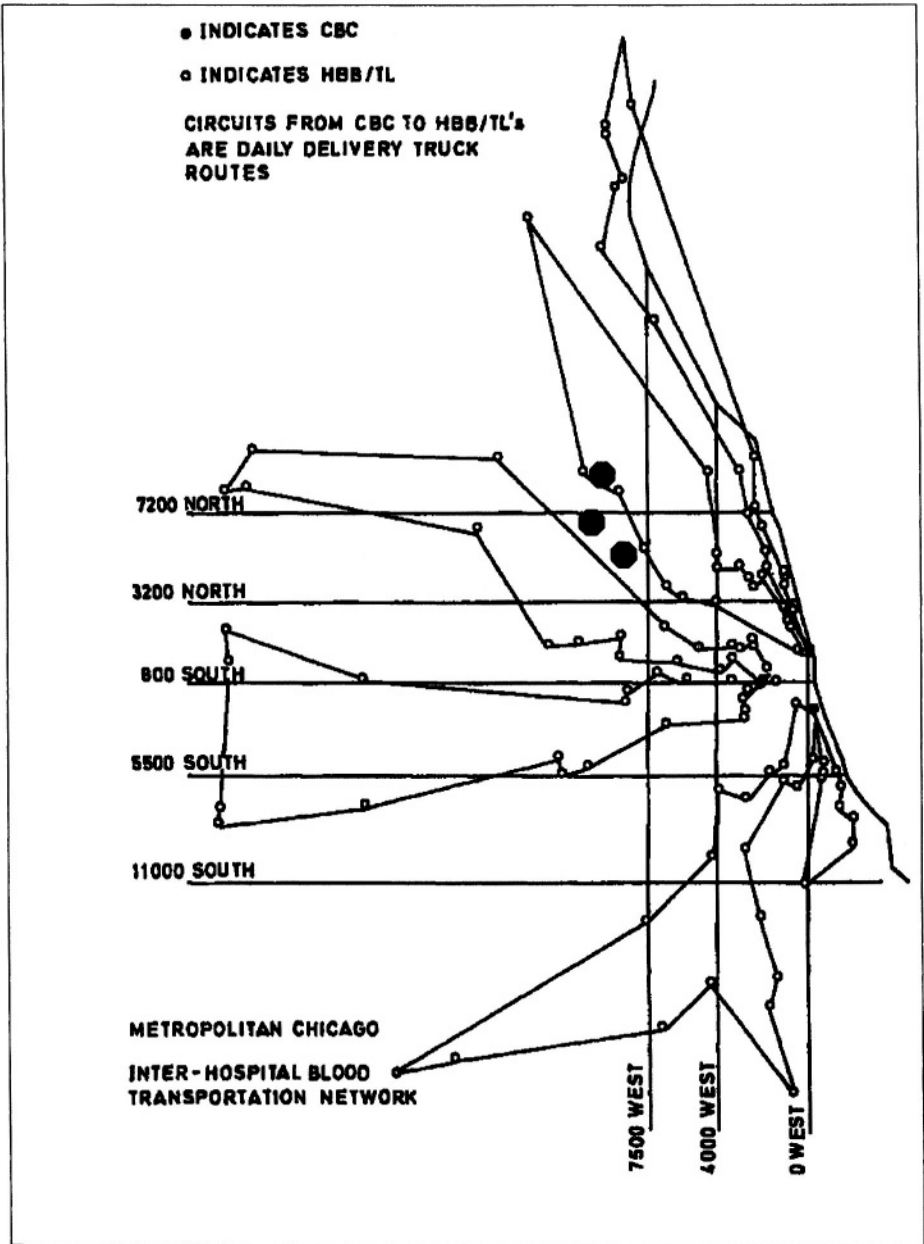 ● INDICATES CBC
o INDICATES HBB/TL
CIRCUITS FROM CBC TO HBB/TL's
ARE DAILY DELIVERY TRUCK
ROUTES
7200 NORTH
3200 NORTH
800 SOUTH
5500 SOUTH
11000 SOUTH
METROPOLITAN CHICAGO
INTER-HOSPITAL BLOOD
TRANSPORTATION NETWORK
7500 WEST
4000 WEST
0 WEST